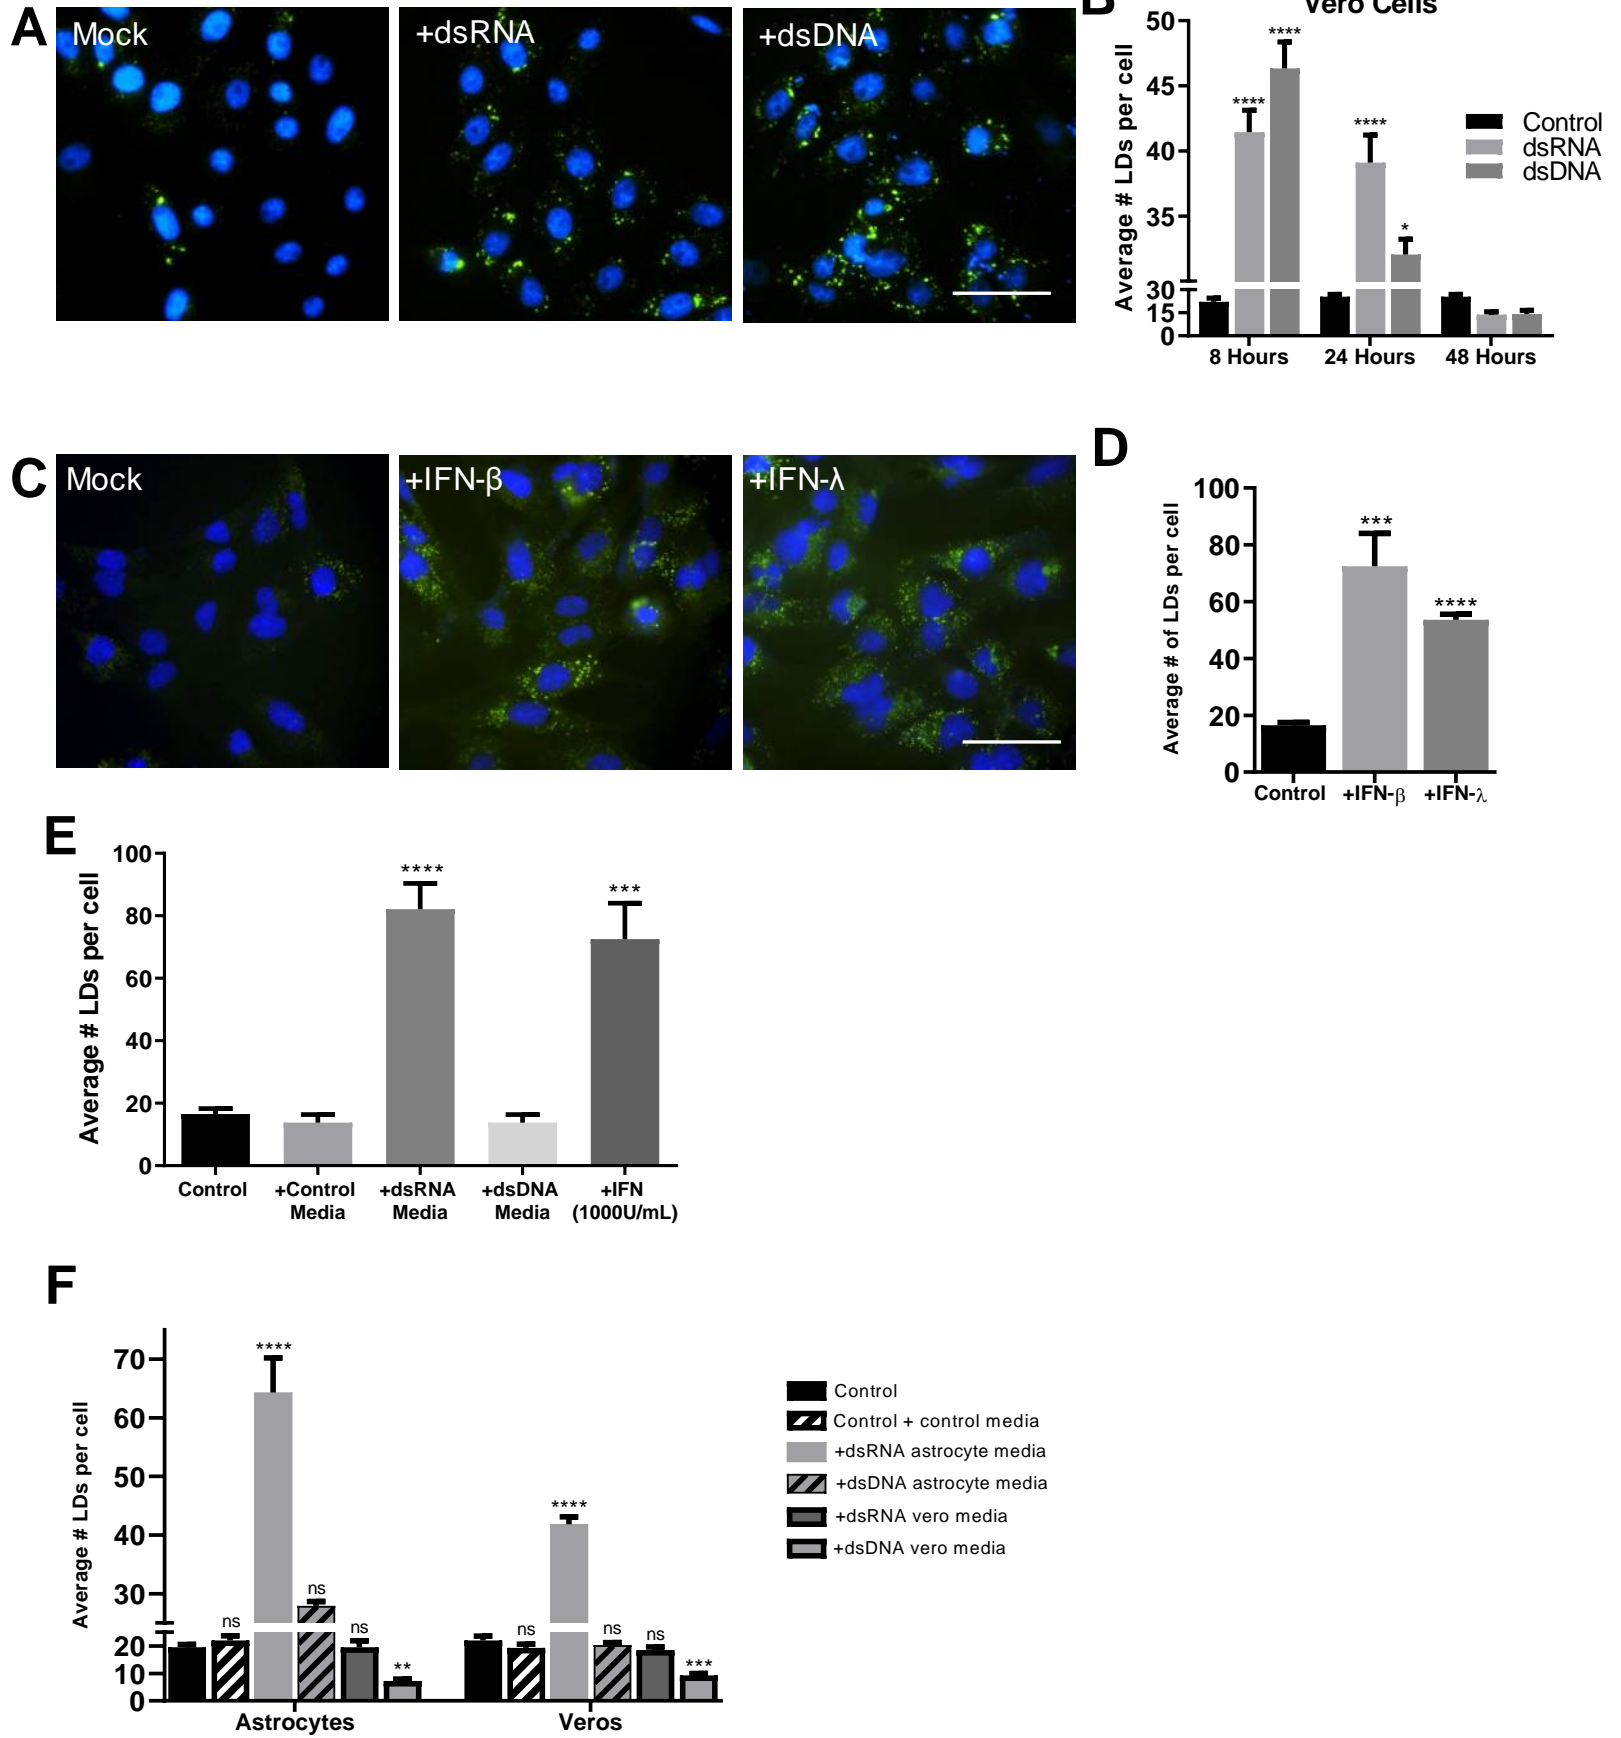 A
Mock
+dsRNA
+dsDNA
B
Vero Cells
Average # LDs per cell
50
45
40
35
30
15
0
****
****
****
*
8 Hours
24 Hours
48 Hours
Control
dsRNA
dsDNA
C
Mock
+IFN-β
+IFN-λ
D
Average # of LDs per cell
100
80
60
40
20
0
***
****
Control
+IFN-β
+IFN-λ
E
Average # LDs per cell
100
80
60
40
20
0
****
***
Control
+Control
Media
+dsRNA
Media
+dsDNA
Media
+IFN
(1000U/mL)
F
Average # LDs per cell
70
60
50
40
30
20
10
0
ns
****
ns
ns
**
ns
****
ns
ns
***
Astrocytes
Veros
Control
Control + control media
+dsRNA astrocyte media
+dsDNA astrocyte media
+dsRNA vero media
+dsDNA vero media